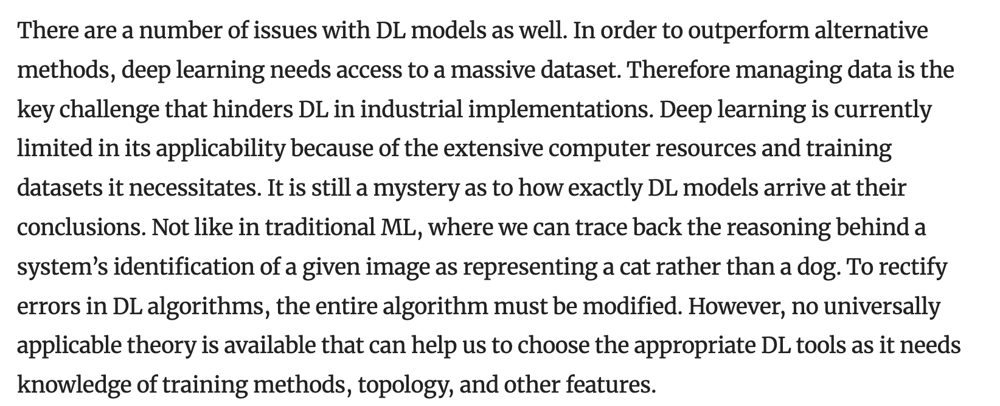 There are a number of issues with DL models as well. In order to outperform alternative
methods, deep learning needs access to a massive dataset. Therefore managing data is the
key challenge that hinders DL in industrial implementations. Deep learning is currently
limited in its applicability because of the extensive computer resources and training
datasets it necessitates. It is still a mystery as to how exactly DL models arrive at their
conclusions. Not like in traditional ML, where we can trace back the reasoning behind a
system’s identification of a given image as representing a cat rather than a dog. To rectify
errors in DL algorithms, the entire algorithm must be modified. However, no universally
applicable theory is available that can help us to choose the appropriate DL tools as it needs
knowledge of training methods, topology, and other features.